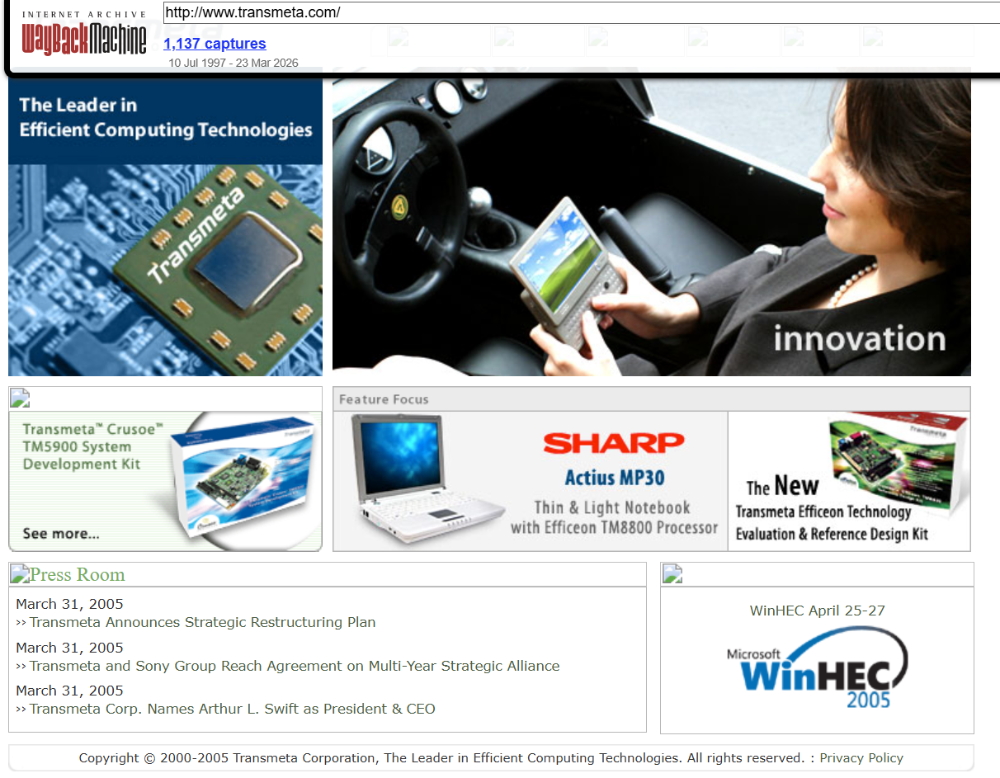 INTERNET ARCHIVE
WayBackMachine
http://www.transmeta.com/
1,137 captures
10 Jul 1997 - 23 Mar 2026
The Leader in
Efficient Computing Technologies
Transmeta
innovation
Feature Focus
Transmeta™ Crusoe™
TM5900 System
Development Kit
See more...
Transmeta
Crusoe
SHARP
Actius MP30
Thin & Light Notebook
with Efficeon TM8800 Processor
Transmeta
The New
Transmeta Efficeon Technology
Evaluation & Reference Design Kit
Press Room
March 31, 2005
›› Transmeta Announces Strategic Restructuring Plan
March 31, 2005
›› Transmeta and Sony Group Reach Agreement on Multi-Year Strategic Alliance
March 31, 2005
›› Transmeta Corp. Names Arthur L. Swift as President & CEO
WinHEC April 25-27
Microsoft
WinHEC
2005
Copyright © 2000-2005 Transmeta Corporation, The Leader in Efficient Computing Technologies. All rights reserved. : Privacy Policy